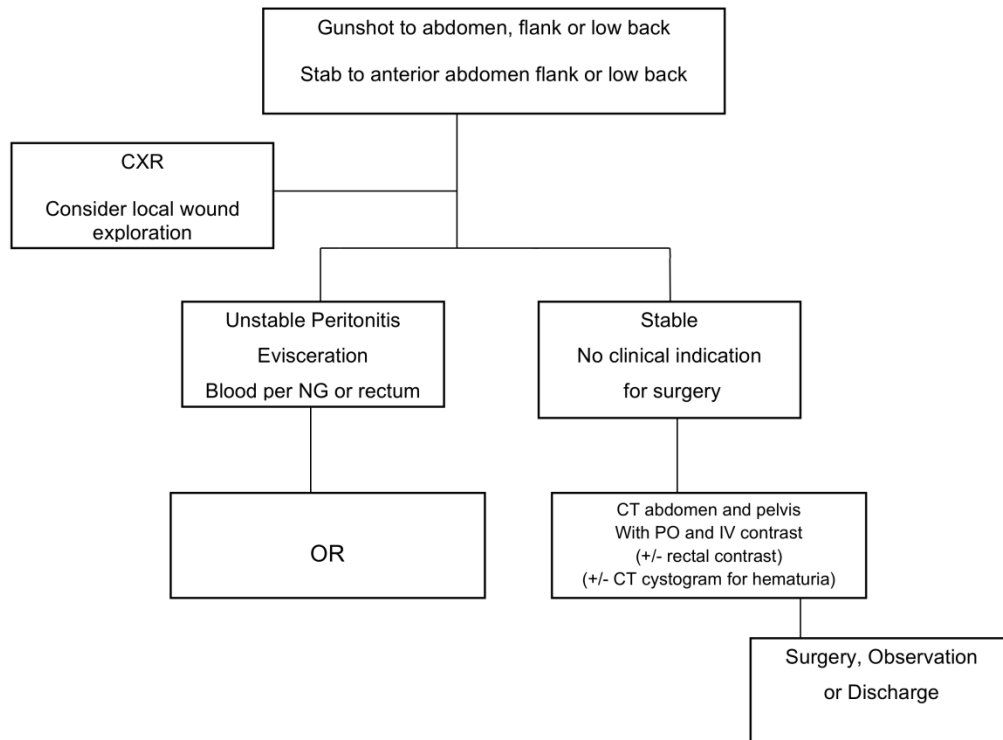 Gunshot to abdomen, flank or low back
Stab to anterior abdomen flank or low back
CXR
Consider local wound
exploration
Unstable Peritonitis
Evisceration
Blood per NG or rectum
Stable
No clinical indication
for surgery
OR
CT abdomen and pelvis
With PO and IV contrast
(+/- rectal contrast)
(+/- CT cystogram for hematuria)
Surgery, Observation
or Discharge